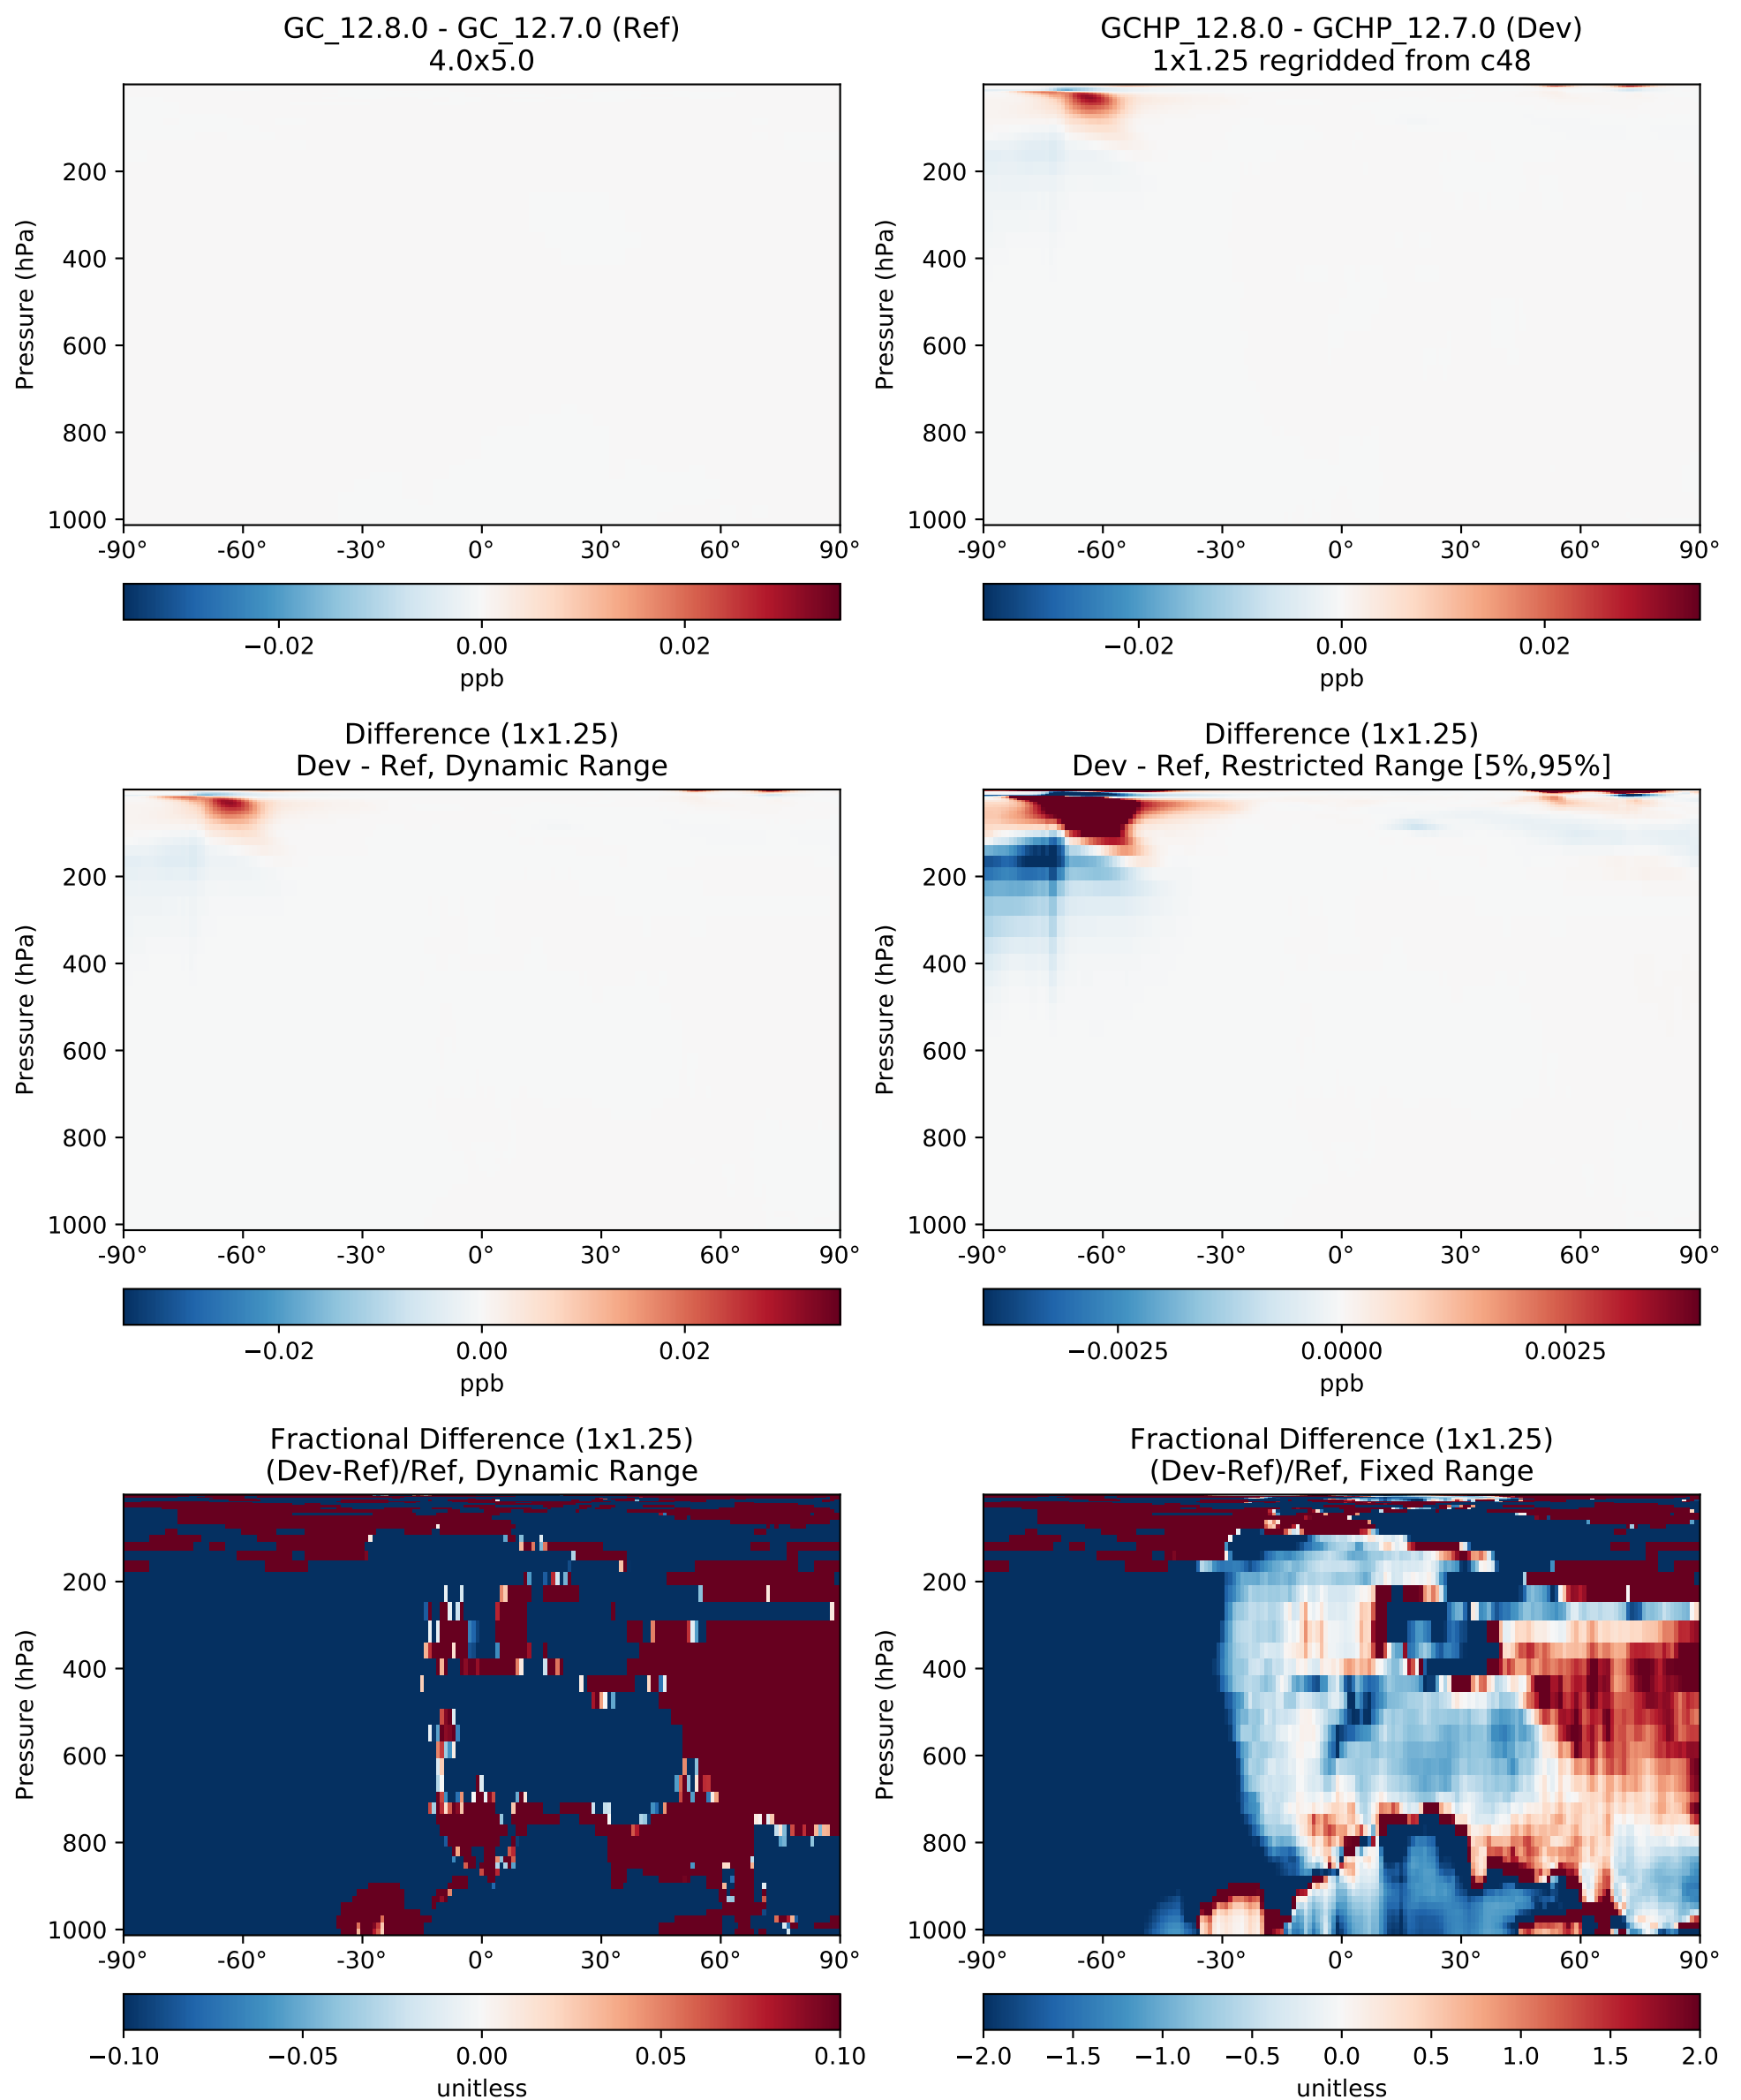 GC_12.8.0 - GC_12.7.0 (Ref)
4.0x5.0
Pressure (hPa)
200
400
600
800
1000
-90° -60° -30° 0° 30° 60° 90°
−0.02 0.00 0.02
ppb
GCHP_12.8.0 - GCHP_12.7.0 (Dev)
1x1.25 regridded from c48
Pressure (hPa)
200
400
600
800
1000
-90° -60° -30° 0° 30° 60° 90°
−0.02 0.00 0.02
ppb
Difference (1x1.25)
Dev - Ref, Dynamic Range
Pressure (hPa)
200
400
600
800
1000
-90° -60° -30° 0° 30° 60° 90°
−0.02 0.00 0.02
ppb
Difference (1x1.25)
Dev - Ref, Restricted Range [5%,95%]
Pressure (hPa)
200
400
600
800
1000
-90° -60° -30° 0° 30° 60° 90°
−0.0025 0.0000 0.0025
ppb
Fractional Difference (1x1.25)
(Dev-Ref)/Ref, Dynamic Range
Pressure (hPa)
200
400
600
800
1000
-90° -60° -30° 0° 30° 60° 90°
−0.10 −0.05 0.00 0.05 0.10
unitless
Fractional Difference (1x1.25)
(Dev-Ref)/Ref, Fixed Range
Pressure (hPa)
200
400
600
800
1000
-90° -60° -30° 0° 30° 60° 90°
−2.0 −1.5 −1.0 −0.5 0.0 0.5 1.0 1.5 2.0
unitless